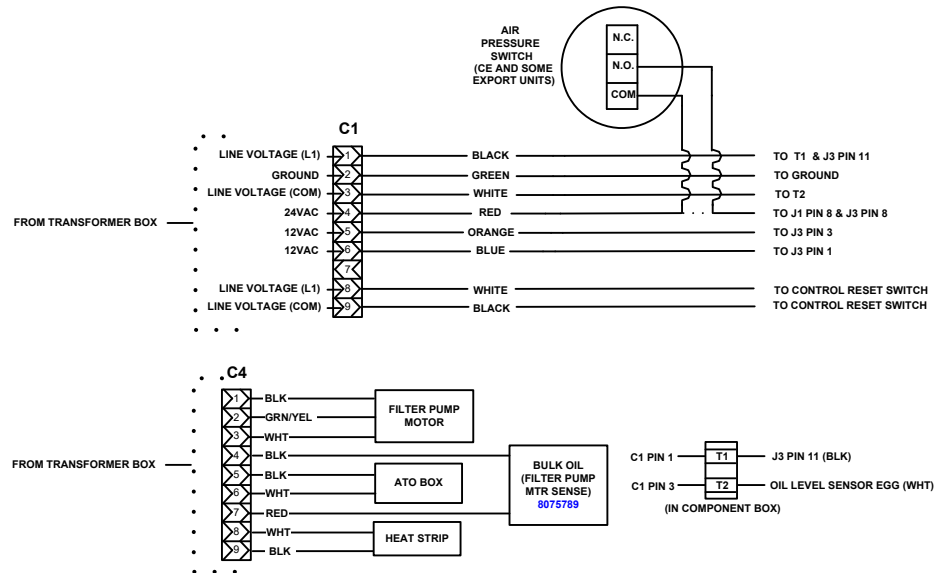 AIR
PRESSURE
SWITCH
(CE AND SOME
EXPORT UNITS)
N.C.
N.O.
COM
C1
FROM TRANSFORMER BOX
LINE VOLTAGE (L1) 1 BLACK TO T1 & J3 PIN 11
GROUND 2 GREEN TO GROUND
LINE VOLTAGE (COM) 3 WHITE TO T2
24VAC 4 RED TO J1 PIN 8 & J3 PIN 8
12VAC 5 ORANGE TO J3 PIN 3
12VAC 6 BLUE TO J3 PIN 1
7
LINE VOLTAGE (L1) 8 WHITE TO CONTROL RESET SWITCH
LINE VOLTAGE (COM) 9 BLACK TO CONTROL RESET SWITCH
C4
FROM TRANSFORMER BOX
1 BLK
2 GRN/YEL
3 WHT
4 BLK
5 BLK
6 WHT
7 RED
8 WHT
9 BLK
FILTER PUMP
MOTOR
ATO BOX
HEAT STRIP
BULK OIL
(FILTER PUMP
MTR SENSE)
8075789
C1 PIN 1 T1 J3 PIN 11 (BLK)
C1 PIN 3 T2 OIL LEVEL SENSOR EGG (WHT)
(IN COMPONENT BOX)